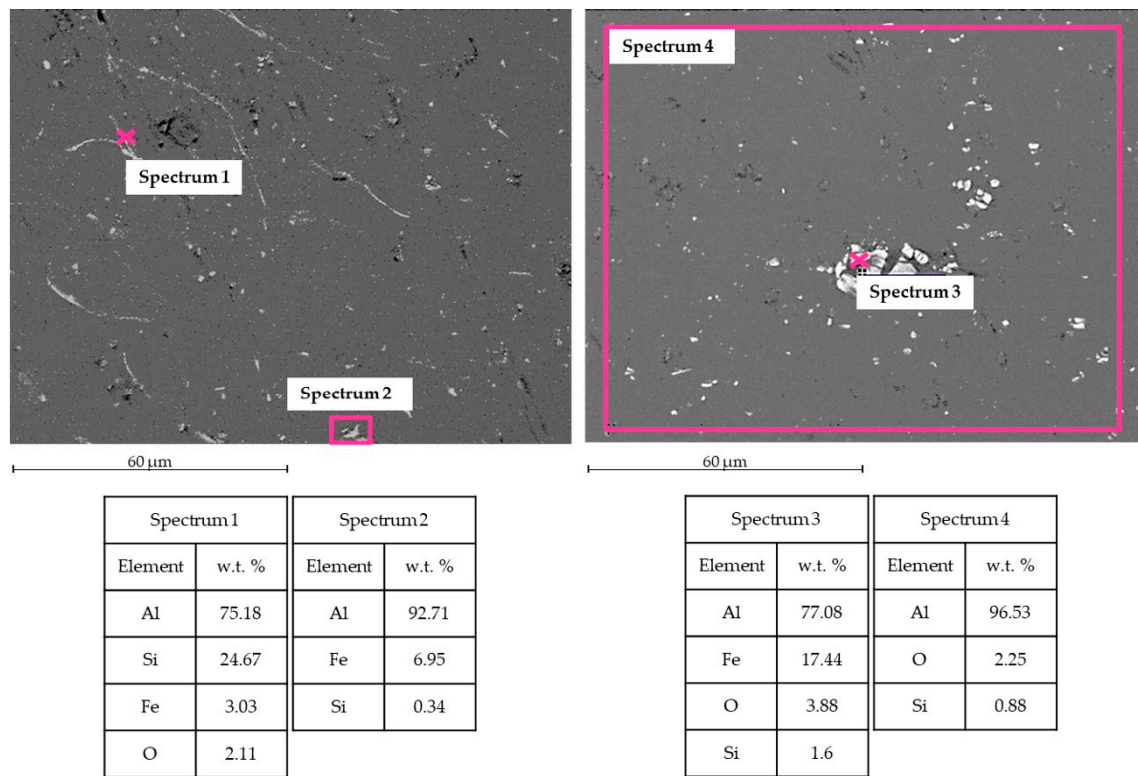 Spectrum 1
Spectrum 2
60 µm
Spectrum 4
Spectrum 3
60 µm
Spectrum 1
Element w.t. %
Al 75.18
Si 24.67
Fe 3.03
O 2.11
Spectrum 2
Element w.t. %
Al 92.71
Fe 6.95
Si 0.34
Spectrum 3
Element w.t. %
Al 77.08
Fe 17.44
O 3.88
Si 1.6
Spectrum 4
Element w.t. %
Al 96.53
O 2.25
Si 0.88